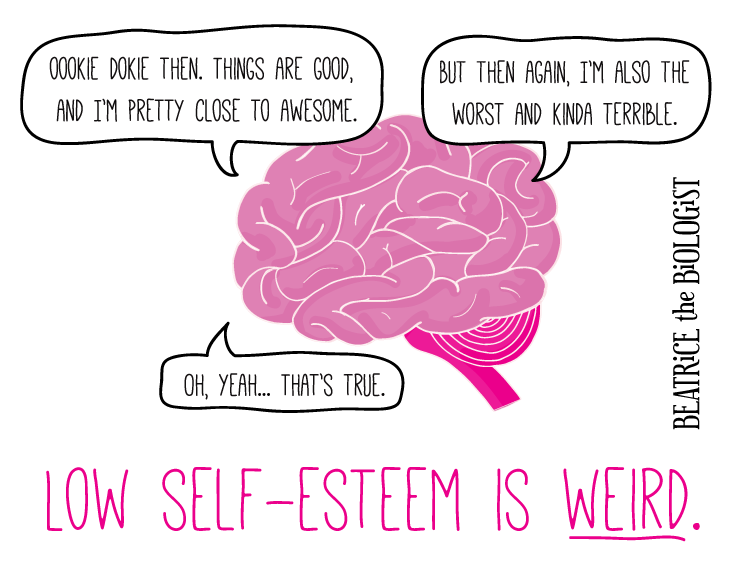 OOOKIE DOKIE THEN. THINGS ARE GOOD,
AND I'M PRETTY CLOSE TO AWESOME.
BUT THEN AGAIN, I'M ALSO THE
WORST AND KINDA TERRIBLE.
OH, YEAH... THAT'S TRUE.
BEATRiCE the BiOLOGiST
LOW SELF-ESTEEM IS WEIRD.